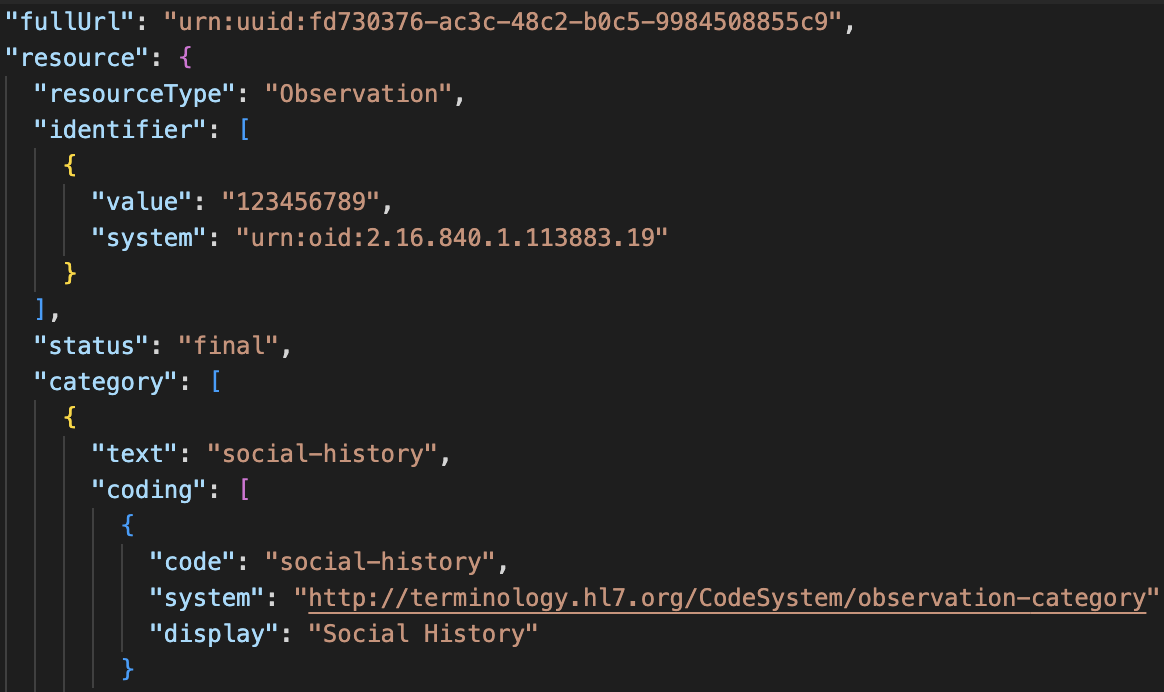 "fullUrl": "urn:uuid:fd730376-ac3c-48c2-b0c5-9984508855c9",
"resource": {
"resourceType": "Observation",
"identifier": [
{
"value": "123456789",
"system": "urn:oid:2.16.840.1.113883.19"
}
],
"status": "final",
"category": [
{
"text": "social-history",
"coding": [
{
"code": "social-history",
"system": "http://terminology.hl7.org/CodeSystem/observation-category"
"display": "Social History"
}